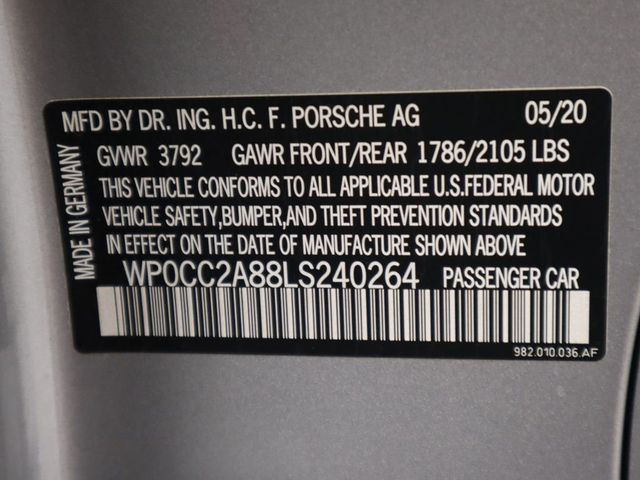 MFD BY DR. ING. H.C. F. PORSCHE AG 05/20
GVWR 3792 GAWR FRONT/REAR 1786/2105 LBS
THIS VEHICLE CONFORMS TO ALL APPLICABLE U.S.FEDERAL MOTOR
VEHICLE SAFETY,BUMPER,AND THEFT PREVENTION STANDARDS
IN EFFECT ON THE DATE OF MANUFACTURE SHOWN ABOVE
WP0CC2A88LS240264 PASSENGER CAR
982.010.036.AF
MADE IN GERMANY